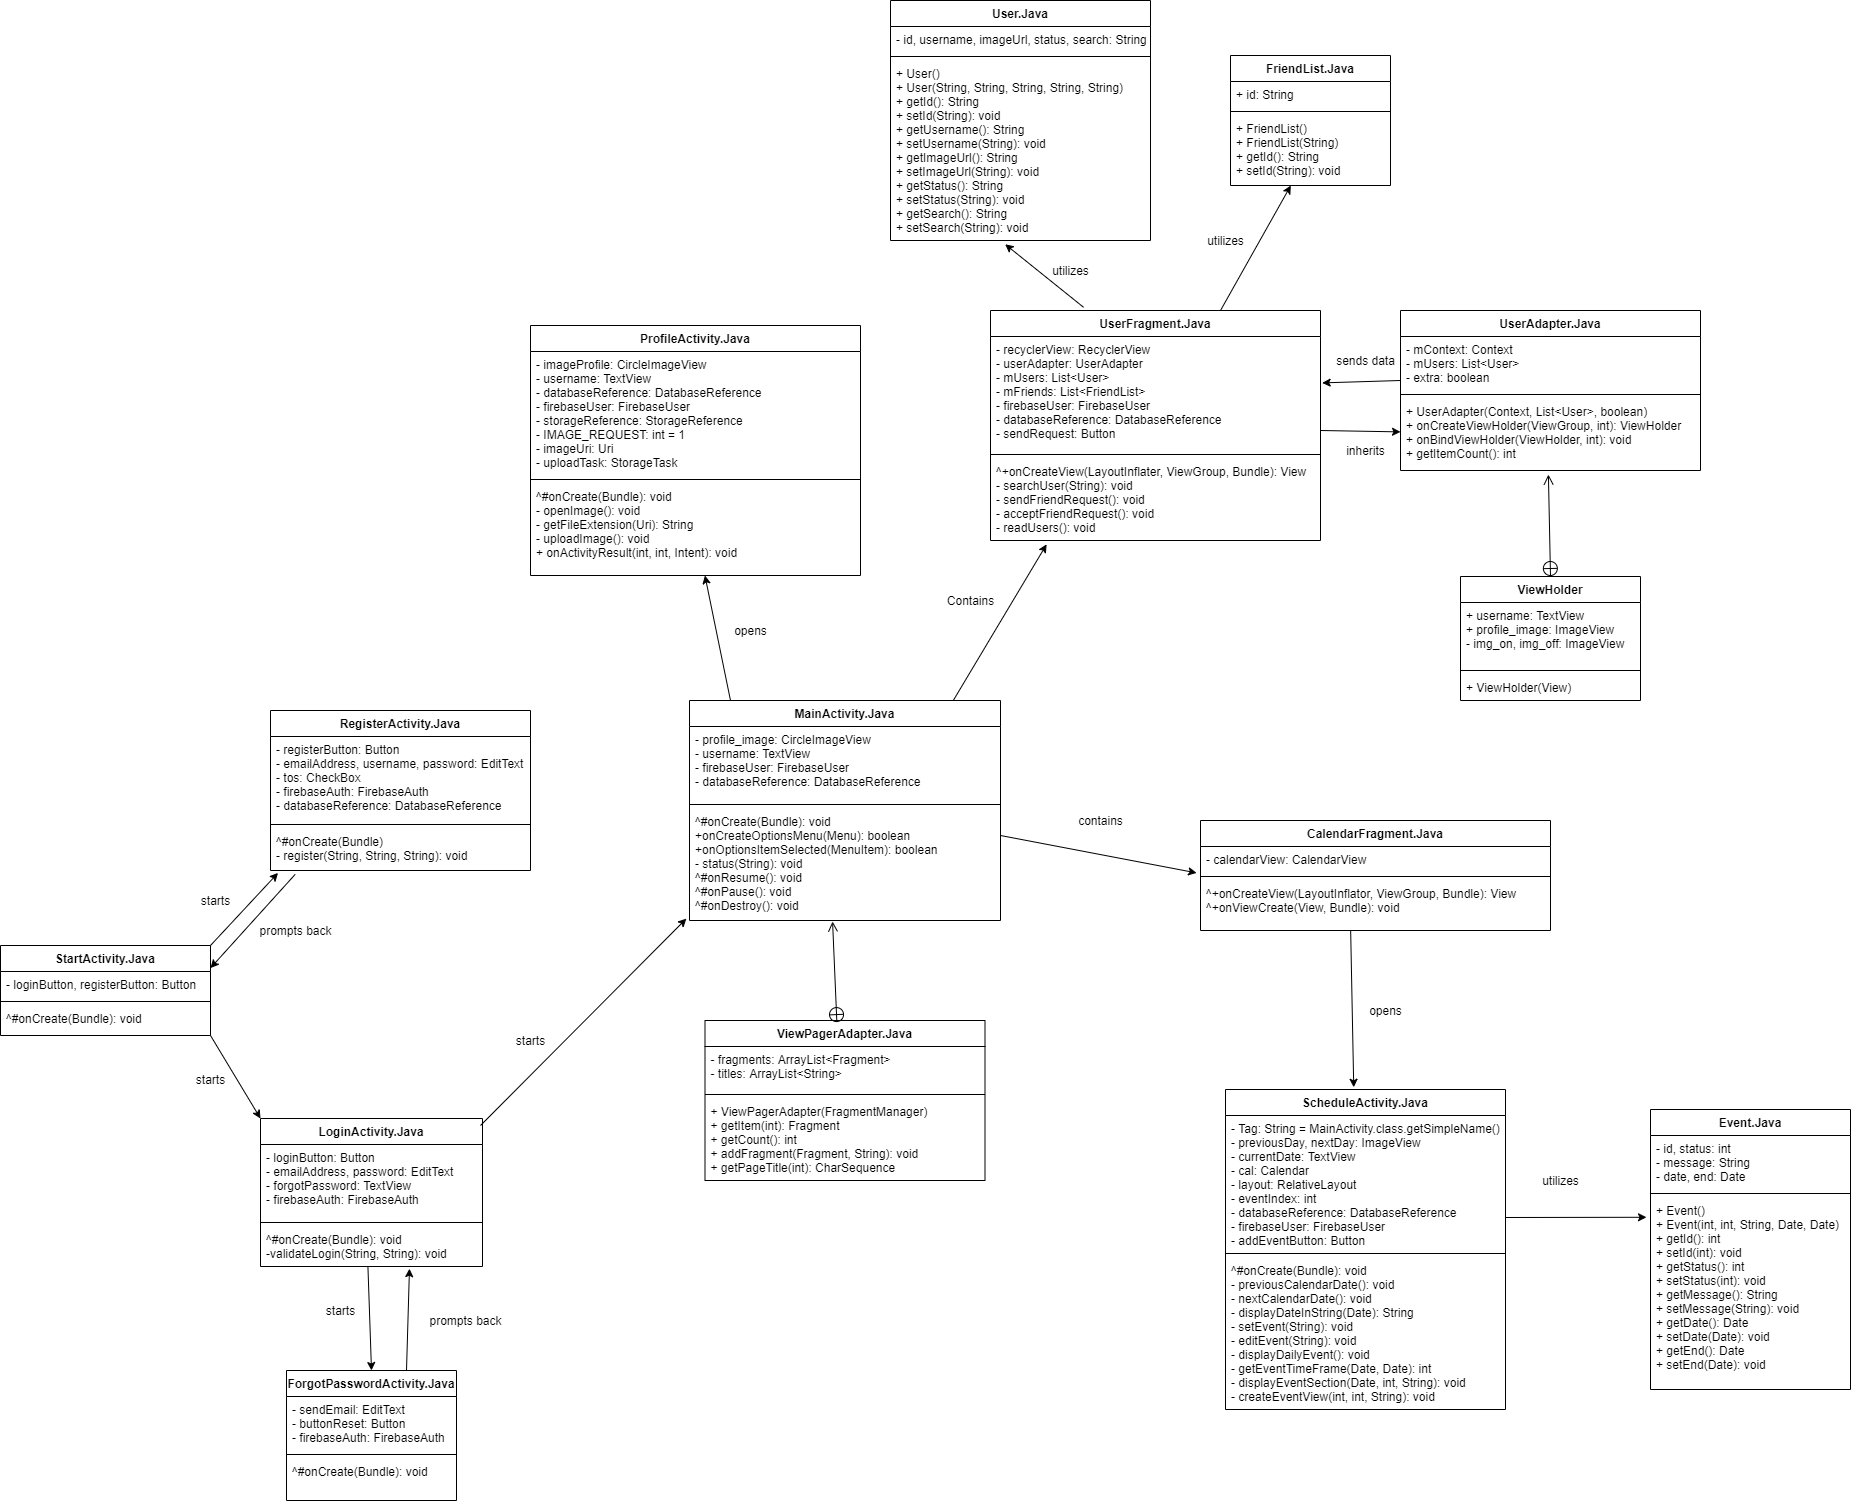 User.Java
- id, username, imageUrl, status, search: String
+ User()
+ User(String, String, String, String, String)
+ getId(): String
+ setId(String): void
+ getUsername(): String
+ setUsername(String): void
+ getImageUrl(): String
+ setImageUrl(String): void
+ getStatus(): String
+ setStatus(String): void
+ getSearch(): String
+ setSearch(String): void
FriendList.Java
+ id: String
+ FriendList()
+ FriendList(String)
+ getId(): String
+ setId(String): void
utilizes
utilizes
ProfileActivity.Java
- imageProfile: CircleImageView
- username: TextView
- databaseReference: DatabaseReference
- firebaseUser: FirebaseUser
- storageReference: StorageReference
- IMAGE_REQUEST: int = 1
- imageUri: Uri
- uploadTask: StorageTask
^#onCreate(Bundle): void
- openImage(): void
- getFileExtension(Uri): String
- uploadImage(): void
+ onActivityResult(int, int, Intent): void
UserFragment.Java
- recyclerView: RecyclerView
- userAdapter: UserAdapter
- mUsers: List<User>
- mFriends: List<FriendList>
- firebaseUser: FirebaseUser
- databaseReference: DatabaseReference
- sendRequest: Button
^+onCreateView(LayoutInflater, ViewGroup, Bundle): View
- searchUser(String): void
- sendFriendRequest(): void
- acceptFriendRequest(): void
- readUsers(): void
sends data
inherits
UserAdapter.Java
- mContext: Context
- mUsers: List<User>
- extra: boolean
+ UserAdapter(Context, List<User>, boolean)
+ onCreateViewHolder(ViewGroup, int): ViewHolder
+ onBindViewHolder(ViewHolder, int): void
+ getItemCount(): int
ViewHolder
+ username: TextView
+ profile_image: ImageView
- img_on, img_off: ImageView
+ ViewHolder(View)
opens
Contains
RegisterActivity.Java
- registerButton: Button
- emailAddress, username, password: EditText
- tos: CheckBox
- firebaseAuth: FirebaseAuth
- databaseReference: DatabaseReference
^#onCreate(Bundle)
- register(String, String, String): void
MainActivity.Java
- profile_image: CircleImageView
- username: TextView
- firebaseUser: FirebaseUser
- databaseReference: DatabaseReference
^#onCreate(Bundle): void
+onCreateOptionsMenu(Menu): boolean
+onOptionsItemSelected(MenuItem): boolean
- status(String): void
^#onResume(): void
^#onPause(): void
^#onDestroy(): void
contains
CalendarFragment.Java
- calendarView: CalendarView
^+onCreateView(LayoutInflator, ViewGroup, Bundle): View
^+onViewCreate(View, Bundle): void
starts
prompts back
StartActivity.Java
- loginButton, registerButton: Button
^#onCreate(Bundle): void
starts
starts
opens
ViewPagerAdapter.Java
- fragments: ArrayList<Fragment>
- titles: ArrayList<String>
+ ViewPagerAdapter(FragmentManager)
+ getItem(int): Fragment
+ getCount(): int
+ addFragment(Fragment, String): void
+ getPageTitle(int): CharSequence
LoginActivity.Java
- loginButton: Button
- emailAddress, password: EditText
- forgotPassword: TextView
- firebaseAuth: FirebaseAuth
^#onCreate(Bundle): void
-validateLogin(String, String): void
starts
prompts back
ForgotPasswordActivity.Java
- sendEmail: EditText
- buttonReset: Button
- firebaseAuth: FirebaseAuth
^#onCreate(Bundle): void
ScheduleActivity.Java
- Tag: String = MainActivity.class.getSimpleName()
- previousDay, nextDay: ImageView
- currentDate: TextView
- cal: Calendar
- layout: RelativeLayout
- eventIndex: int
- databaseReference: DatabaseReference
- firebaseUser: FirebaseUser
- addEventButton: Button
^#onCreate(Bundle): void
- previousCalendarDate(): void
- nextCalendarDate(): void
- displayDateInString(Date): String
- setEvent(String): void
- editEvent(String): void
- displayDailyEvent(): void
- getEventTimeFrame(Date, Date): int
- displayEventSection(Date, int, String): void
- createEventView(int, int, String): void
utilizes
Event.Java
- id, status: int
- message: String
- date, end: Date
+ Event()
+ Event(int, int, String, Date, Date)
+ getId(): int
+ setId(int): void
+ getStatus(): int
+ setStatus(int): void
+ getMessage(): String
+ setMessage(String): void
+ getDate(): Date
+ setDate(Date): void
+ getEnd(): Date
+ setEnd(Date): void